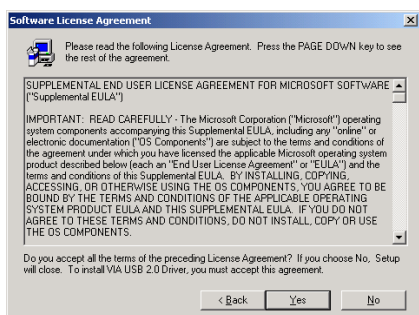 Software License Agreement
Please read the following License Agreement. Press the PAGE DOWN key to see
the rest of the agreement.
SUPPLEMENTAL END USER LICENSE AGREEMENT FOR MICROSOFT SOFTWARE
("Supplemental EULA")
IMPORTANT: READ CAREFULLY - The Microsoft Corporation ("Microsoft") operating
system components accompanying this Supplemental EULA, including any "online" or
electronic documentation ("OS Components") are subject to the terms and conditions of
the agreement under which you have licensed the applicable Microsoft operating system
product described below (each an "End User License Agreement" or "EULA") and the
terms and conditions of this Supplemental EULA. BY INSTALLING, COPYING,
ACCESSING, OR OTHERWISE USING THE OS COMPONENTS, YOU AGREE TO BE
BOUND BY THE TERMS AND CONDITIONS OF THE APPLICABLE OPERATING
SYSTEM PRODUCT EULA AND THIS SUPPLEMENTAL EULA. IF YOU DO NOT
AGREE TO THESE TERMS AND CONDITIONS, DO NOT INSTALL, COPY OR USE
THE OS COMPONENTS.
Do you accept all the terms of the preceding License Agreement? If you choose No, Setup
will close. To install VIA USB 2.0 Driver, you must accept this agreement.
< Back Yes No